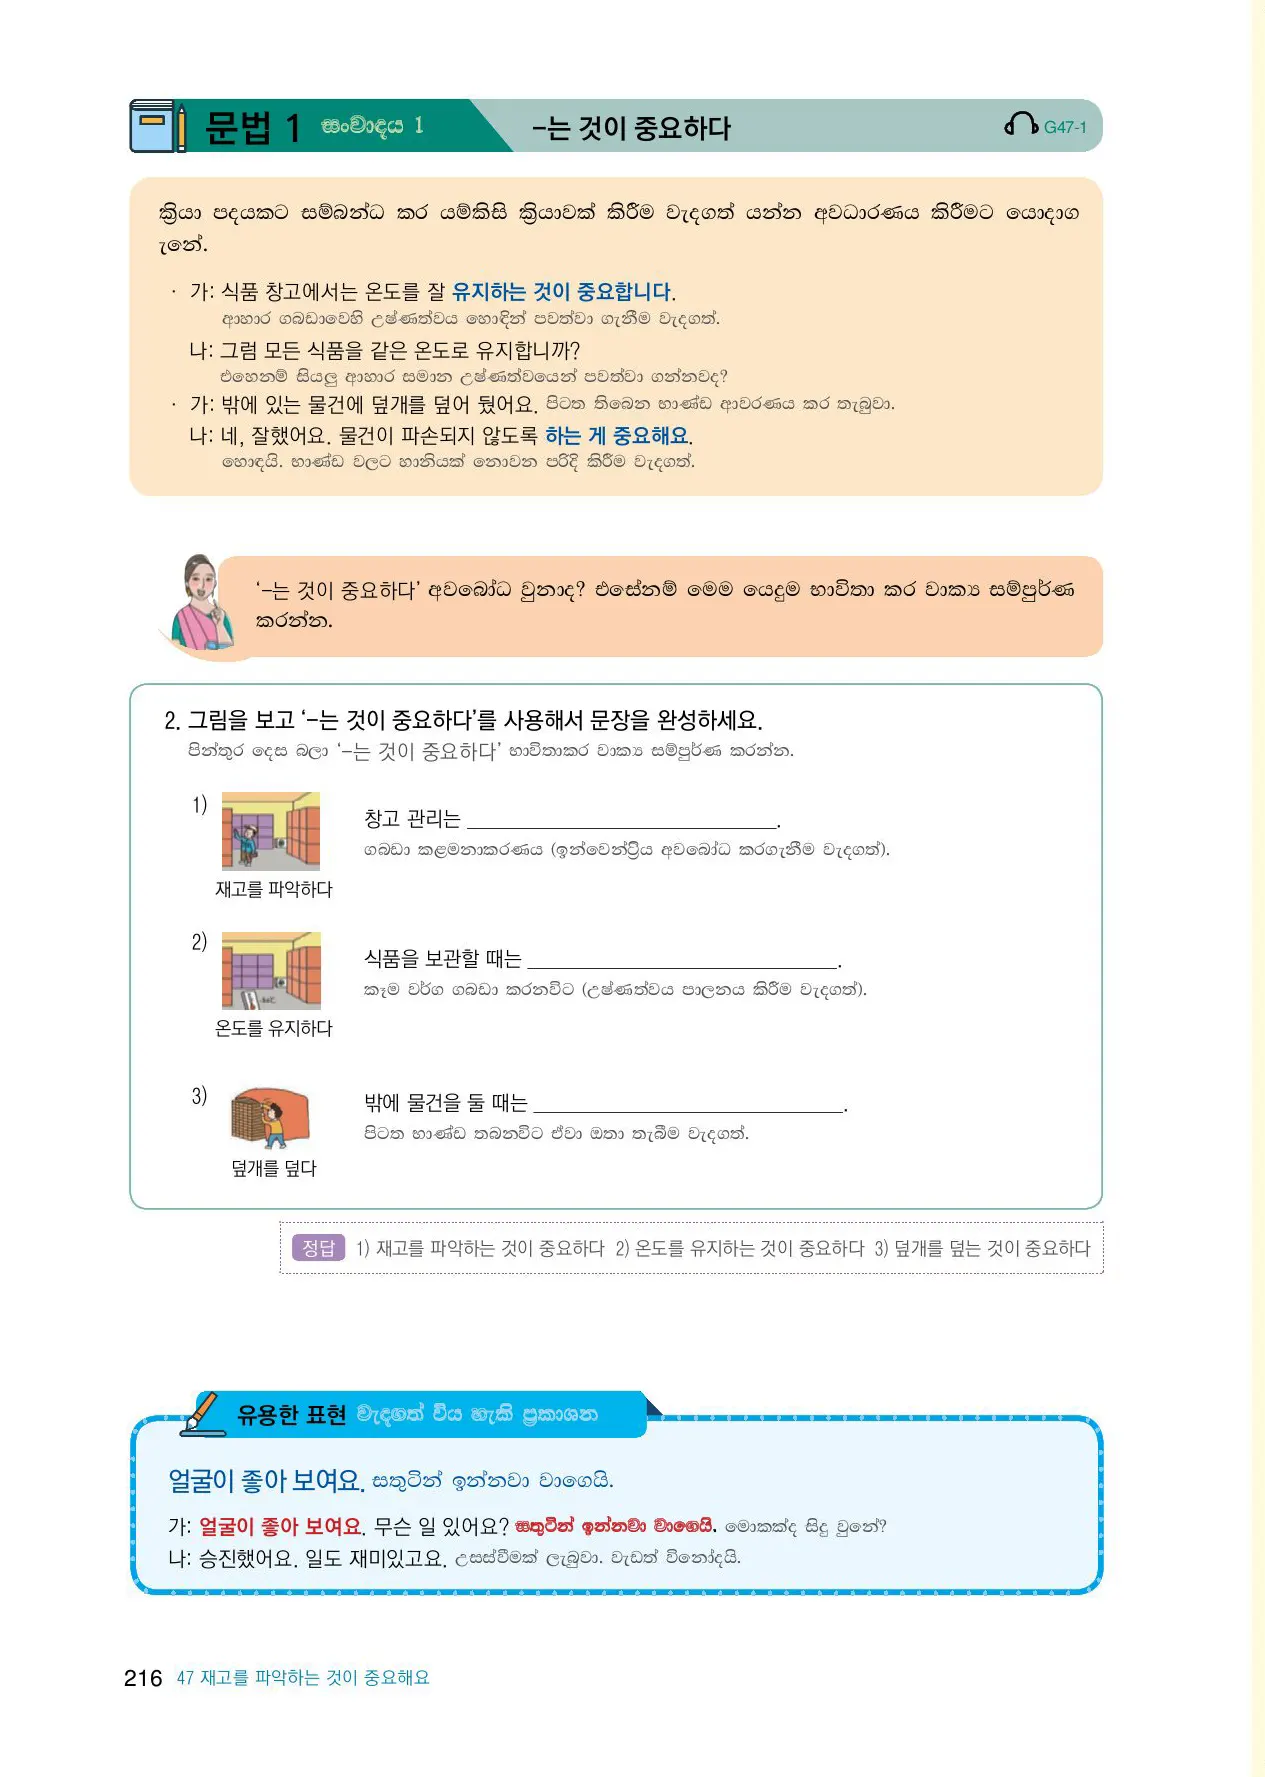 문법 1 සංවාදය 1 -는 것이 중요하다 G47-1
ක්‍රියා පදයකට සම්බන්ධ කර යම්කිසි ක්‍රියාවක් කිරීම වැදගත් යන්න අවධාරණය කිරීමට යොදාග
ැනේ.
· 가: 식품 창고에서는 온도를 잘 유지하는 것이 중요합니다.
ආහාර ගබඩාවෙහි උෂ්ණත්වය හොඳින් පවත්වා ගැනීම වැදගත්.
나: 그럼 모든 식품을 같은 온도로 유지합니까?
එහෙනම් සියලු ආහාර සමාන උෂ්ණත්වයෙන් පවත්වා ගන්නවද?
· 가: 밖에 있는 물건에 덮개를 덮어 뒀어요. පිටත තිබෙන භාණ්ඩ ආවරණය කර තැබුවා.
나: 네, 잘했어요. 물건이 파손되지 않도록 하는 게 중요해요.
හොඳයි. භාණ්ඩ වලට හානියක් නොවන පරිදි කිරීම වැදගත්.
‘-는 것이 중요하다’ අවබෝධ වුනාද? එසේනම් මෙම යෙදුම භාවිතා කර වාක්‍ය සම්පුර්ණ
කරන්න.
2. 그림을 보고 ‘-는 것이 중요하다’를 사용해서 문장을 완성하세요.
පින්තුර දෙස බලා ‘-는 것이 중요하다’ භාවිතාකර වාක්‍ය සම්පුර්ණ කරන්න.
1) 창고 관리는 ______________________________.
ගබඩා කළමනාකරණය (ඉන්වෙන්ට්‍රිය අවබෝධ කරගැනීම වැදගත්).
재고를 파악하다
2) 식품을 보관할 때는 ______________________________.
කෑම වර්ග ගබඩා කරනවිට (උෂ්ණත්වය පාලනය කිරීම වැදගත්).
온도를 유지하다
3) 밖에 물건을 둘 때는 ______________________________.
පිටත භාණ්ඩ තබනවිට ඒවා ඔතා තැබීම වැදගත්.
덮개를 덮다
정답 1) 재고를 파악하는 것이 중요하다 2) 온도를 유지하는 것이 중요하다 3) 덮개를 덮는 것이 중요하다
유용한 표현 වැදගත් විය හැකි ප්‍රකාශන
얼굴이 좋아 보여요. සතුටින් ඉන්නවා වාගෙයි.
가: 얼굴이 좋아 보여요. 무슨 일 있어요? සතුටින් ඉන්නවා වාගෙයි. මොකක්ද සිදු වුනේ?
나: 승진했어요. 일도 재미있고요. උසස්වීමක් ලැබුවා. වැඩත් විනෝදයි.
216 47 재고를 파악하는 것이 중요해요